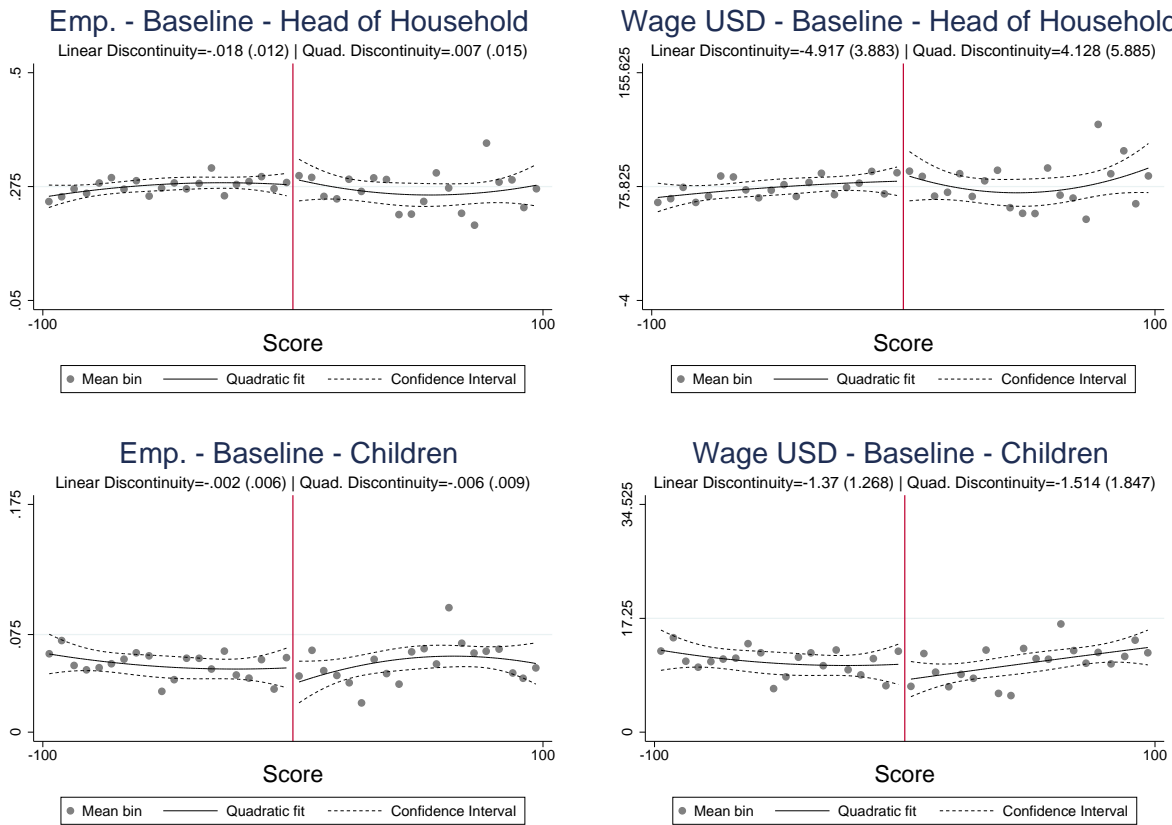 Emp. - Baseline - Head of Household
Linear Discontinuity=-.018 (.012) | Quad. Discontinuity=.007 (.015)
.5
.275
.05
-100
100
Score
Mean bin
Quadratic fit
Confidence Interval
Wage USD - Baseline - Head of Household
Linear Discontinuity=-4.917 (3.883) | Quad. Discontinuity=4.128 (5.885)
155.625
75.825
-4
-100
100
Score
Mean bin
Quadratic fit
Confidence Interval
Emp. - Baseline - Children
Linear Discontinuity=-.002 (.006) | Quad. Discontinuity=-.006 (.009)
.175
.075
0
-100
100
Score
Mean bin
Quadratic fit
Confidence Interval
Wage USD - Baseline - Children
Linear Discontinuity=-1.37 (1.268) | Quad. Discontinuity=-1.514 (1.847)
34.525
17.25
0
-100
100
Score
Mean bin
Quadratic fit
Confidence Interval